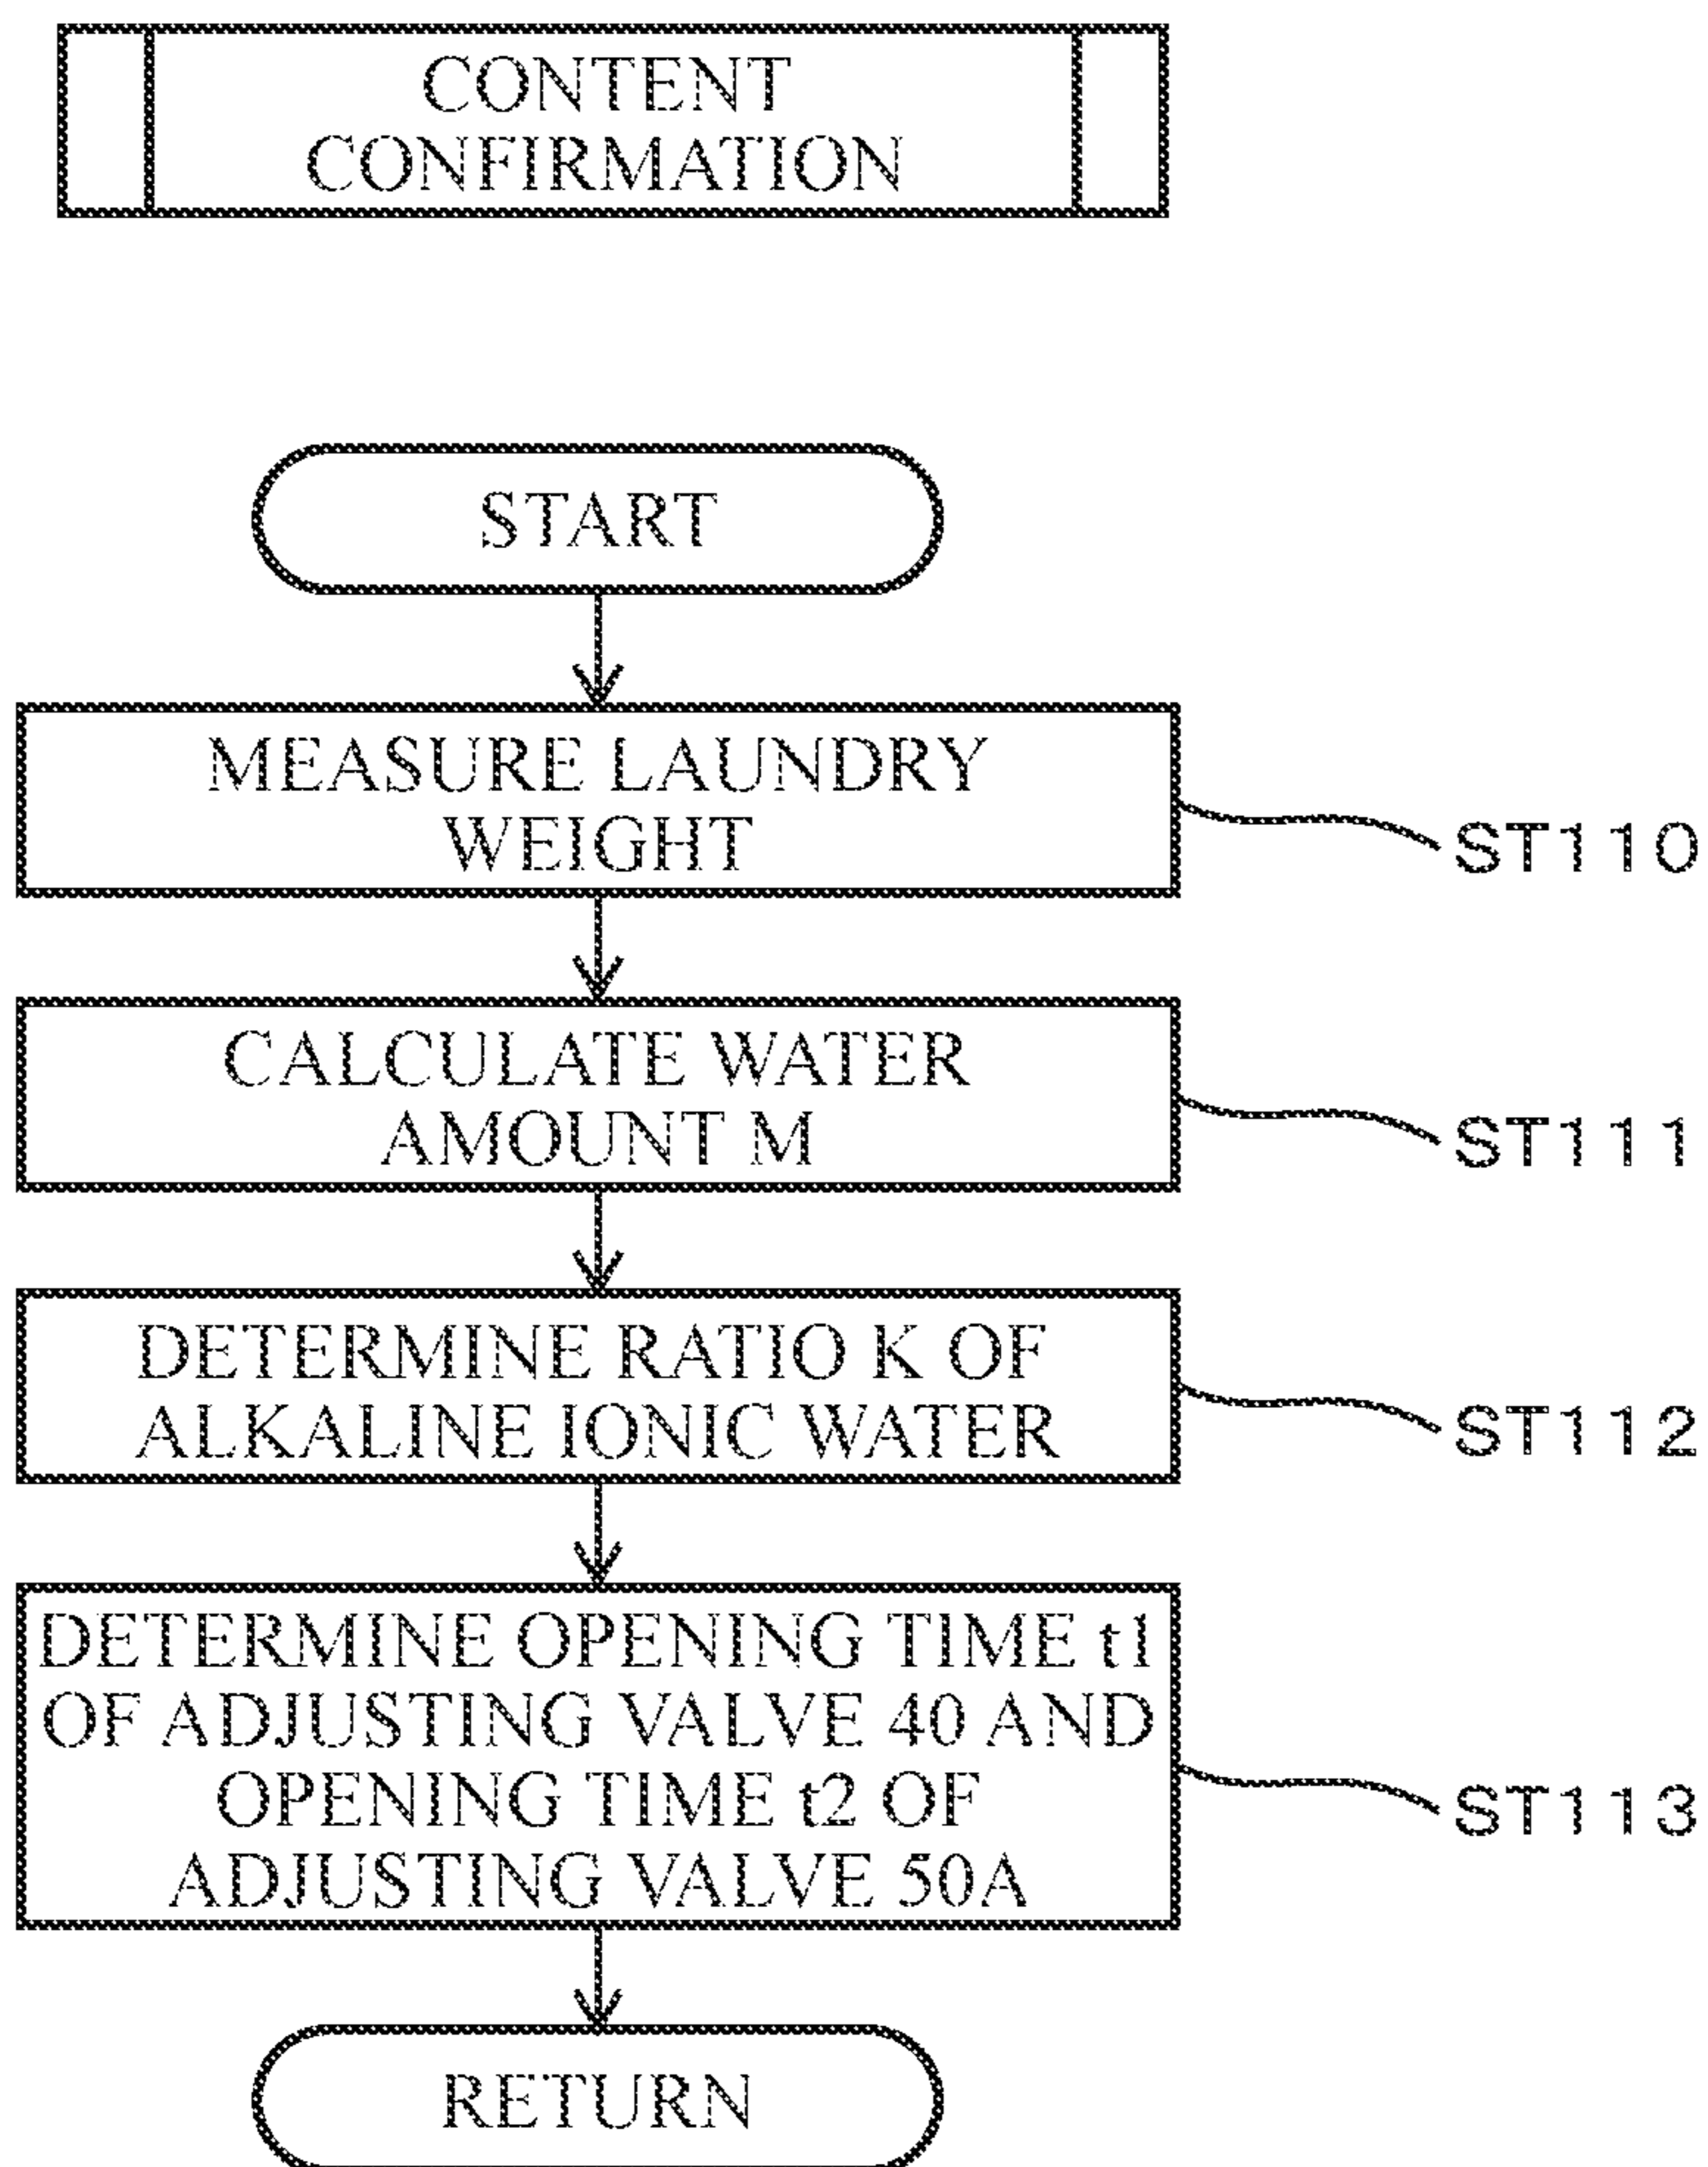 CONTENT
CONFIRMATION
START
MEASURE LAUNDRY
WEIGHT
ST110
CALCULATE WATER
AMOUNT M
ST111
DETERMINE RATIO K OF
ALKALINE IONIC WATER
ST112
DETERMINE OPENING TIME t1
OF ADJUSTING VALVE 40 AND
OPENING TIME t2 OF
ADJUSTING VALVE 50A
ST113
RETURN